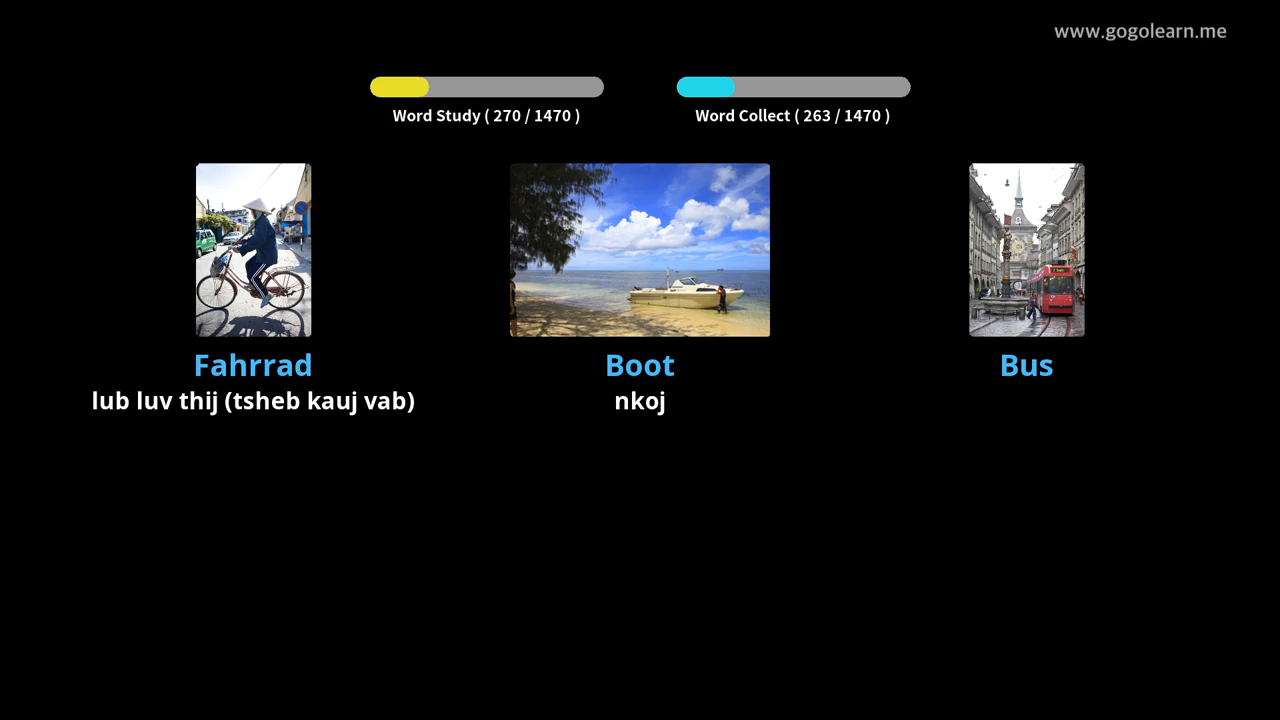 www.gogolearn.me
Word Study ( 270 / 1470 )
Word Collect ( 263 / 1470 )
Fahrrad
Boot
Bus
lub luv thij (tsheb kauj vab)
nkoj